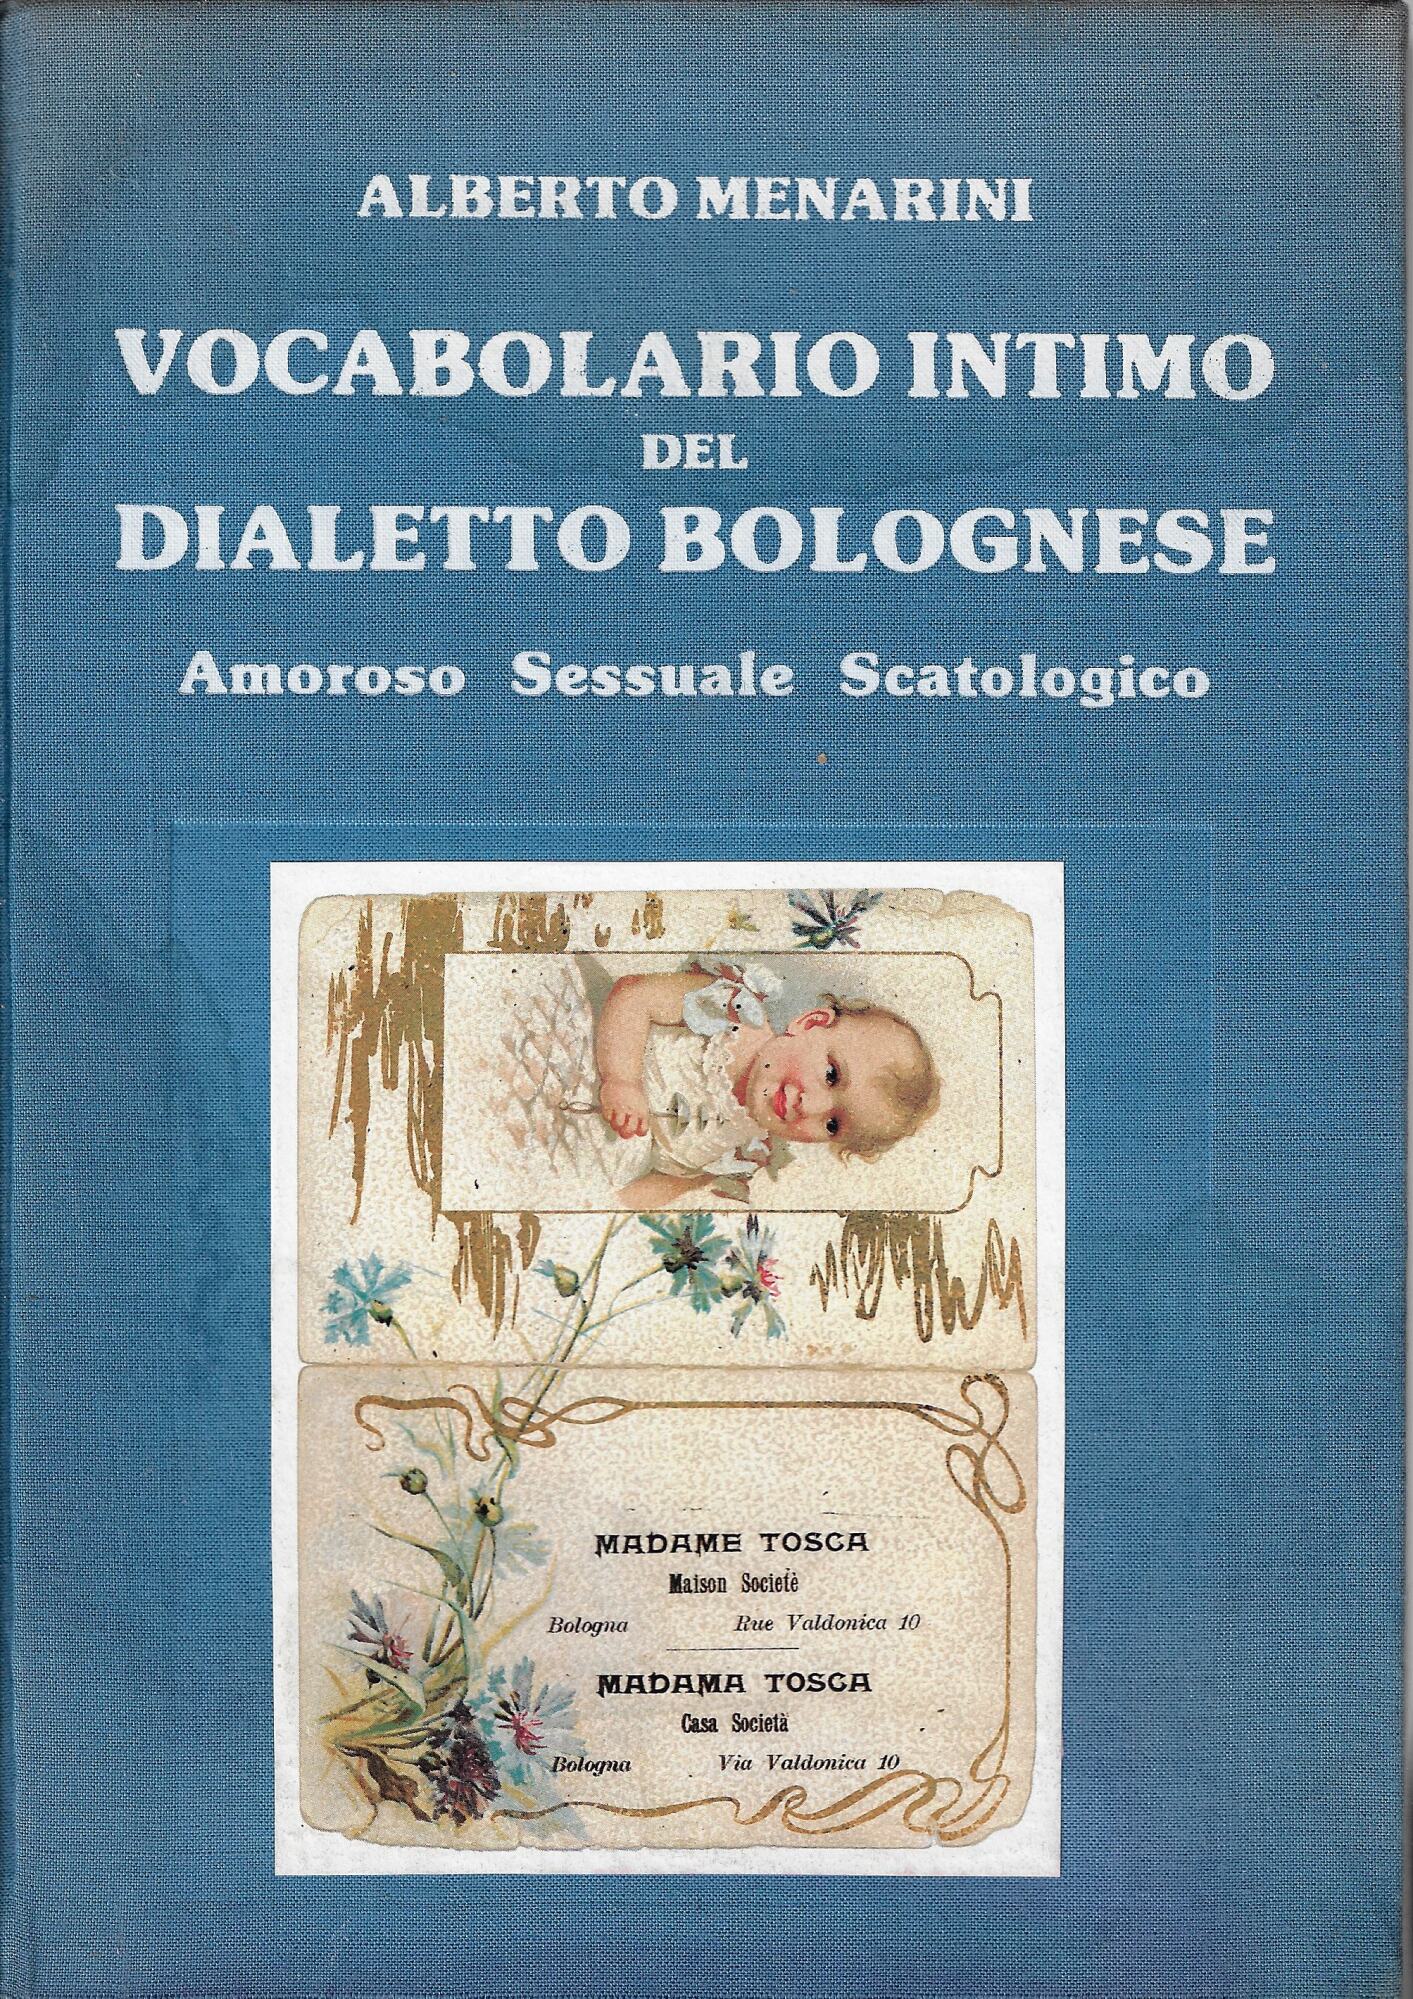 ALBERTO MENARINI
VOCABOLARIO INTIMO
DEL
DIALETTO BOLOGNESE
Amoroso Sessuale Scatologico
MADAME TOSCA
Maison Societè
Bologna Rue Valdonica 10
MADAMA TOSCA
Casa Società
Bologna Via Valdonica 10